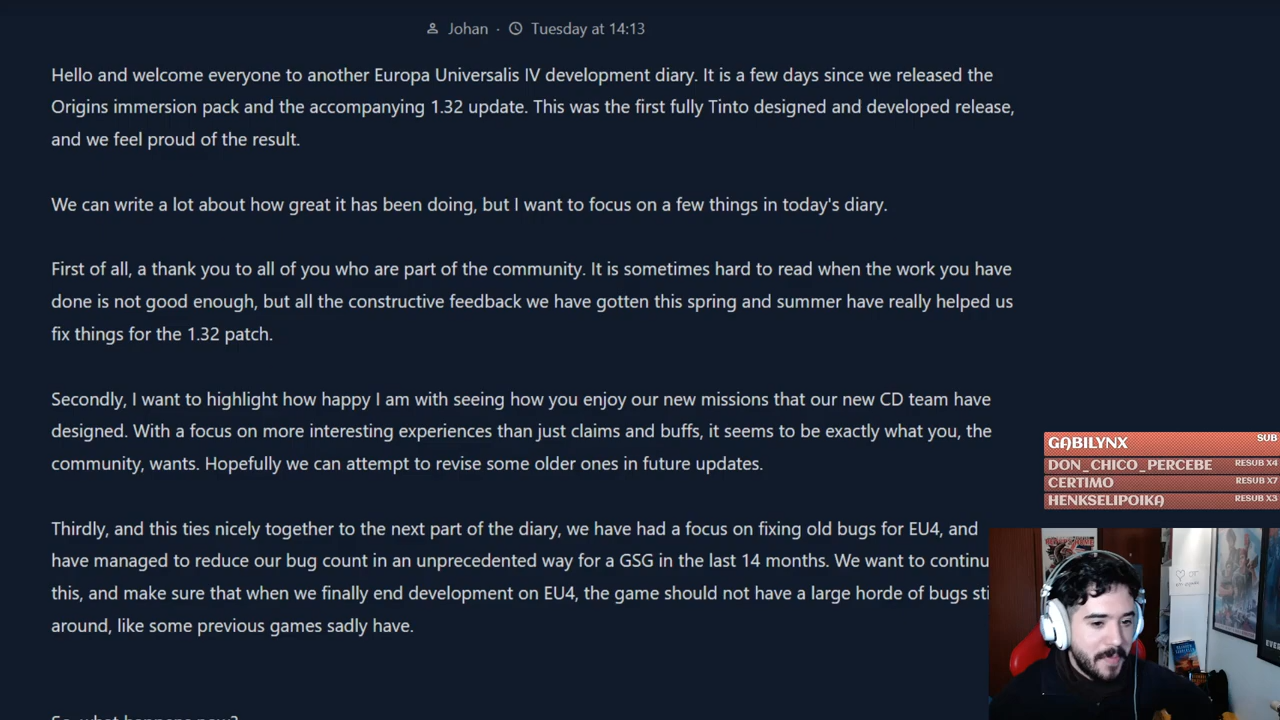 Johan · Tuesday at 14:13
Hello and welcome everyone to another Europa Universalis IV development diary. It is a few days since we released the
Origins immersion pack and the accompanying 1.32 update. This was the first fully Tinto designed and developed release,
and we feel proud of the result.
We can write a lot about how great it has been doing, but I want to focus on a few things in today's diary.
First of all, a thank you to all of you who are part of the community. It is sometimes hard to read when the work you have
done is not good enough, but all the constructive feedback we have gotten this spring and summer have really helped us
fix things for the 1.32 patch.
Secondly, I want to highlight how happy I am with seeing how you enjoy our new missions that our new CD team have
designed. With a focus on more interesting experiences than just claims and buffs, it seems to be exactly what you, the
community, wants. Hopefully we can attempt to revise some older ones in future updates.
Thirdly, and this ties nicely together to the next part of the diary, we have had a focus on fixing old bugs for EU4, and
have managed to reduce our bug count in an unprecedented way for a GSG in the last 14 months. We want to continu
this, and make sure that when we finally end development on EU4, the game should not have a large horde of bugs sti
around, like some previous games sadly have.
So, what happens now?
GABILYNX SUB
DON_CHICO_PERCEBE RESUB X4
CERTIMO RESUB X7
HENKSELIPOIKA RESUB X3